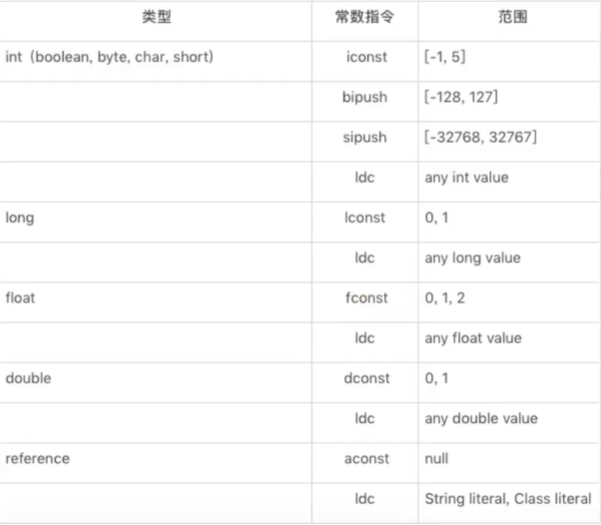 类型 常数指令 范围
int（boolean, byte, char, short） iconst [-1, 5]
bipush [-128, 127]
sipush [-32768, 32767]
ldc any int value
long lconst 0, 1
ldc any long value
float fconst 0, 1, 2
ldc any float value
double dconst 0, 1
ldc any double value
reference aconst null
ldc String literal, Class literal